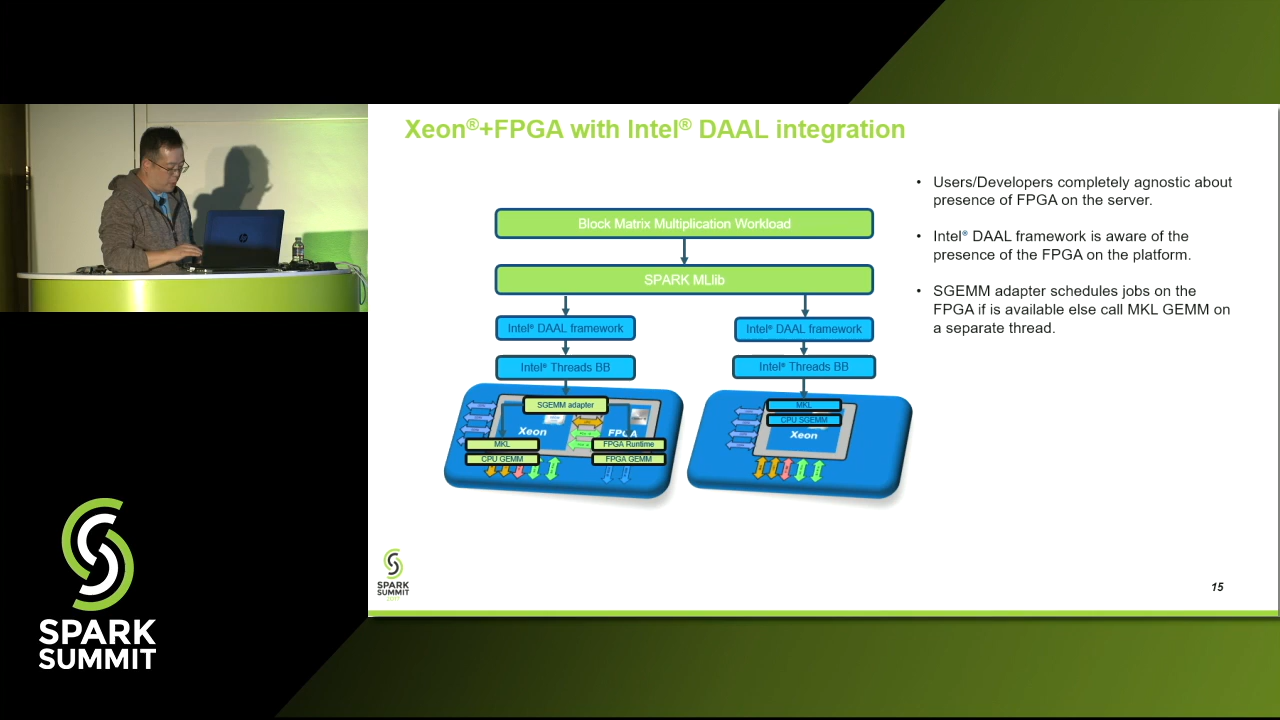 Xeon®+FPGA with Intel® DAAL integration
Block Matrix Multiplication Workload
SPARK MLlib
Intel® DAAL framework
Intel® DAAL framework
Intel® Threads BB
Intel® Threads BB
SGEMM adapter
Xeon
FPGA
MKL
FPGA Runtime
CPU GEMM
FPGA GEMM
MKL
CPU SGEMM
Xeon
• Users/Developers completely agnostic about
presence of FPGA on the server.
• Intel® DAAL framework is aware of the
presence of the FPGA on the platform.
• SGEMM adapter schedules jobs on the
FPGA if is available else call MKL GEMM on
a separate thread.
SPARK
SUMMIT
2017
15
hp
SPARK
SUMMIT